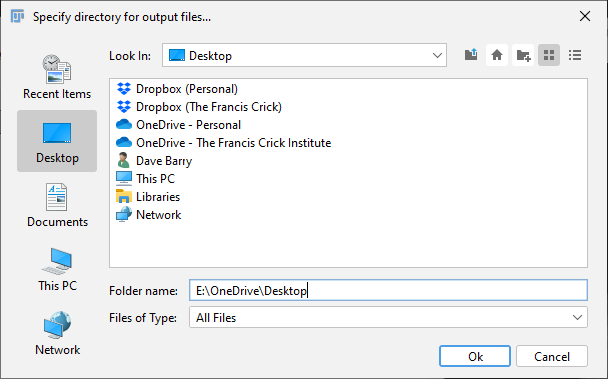 Specify directory for output files...
Look In: Desktop
Recent Items
Desktop
Documents
This PC
Network
Dropbox (Personal)
Dropbox (The Francis Crick)
OneDrive - Personal
OneDrive - The Francis Crick Institute
Dave Barry
This PC
Libraries
Network
Folder name: E:\OneDrive\Desktop
Files of Type: All Files
Ok Cancel